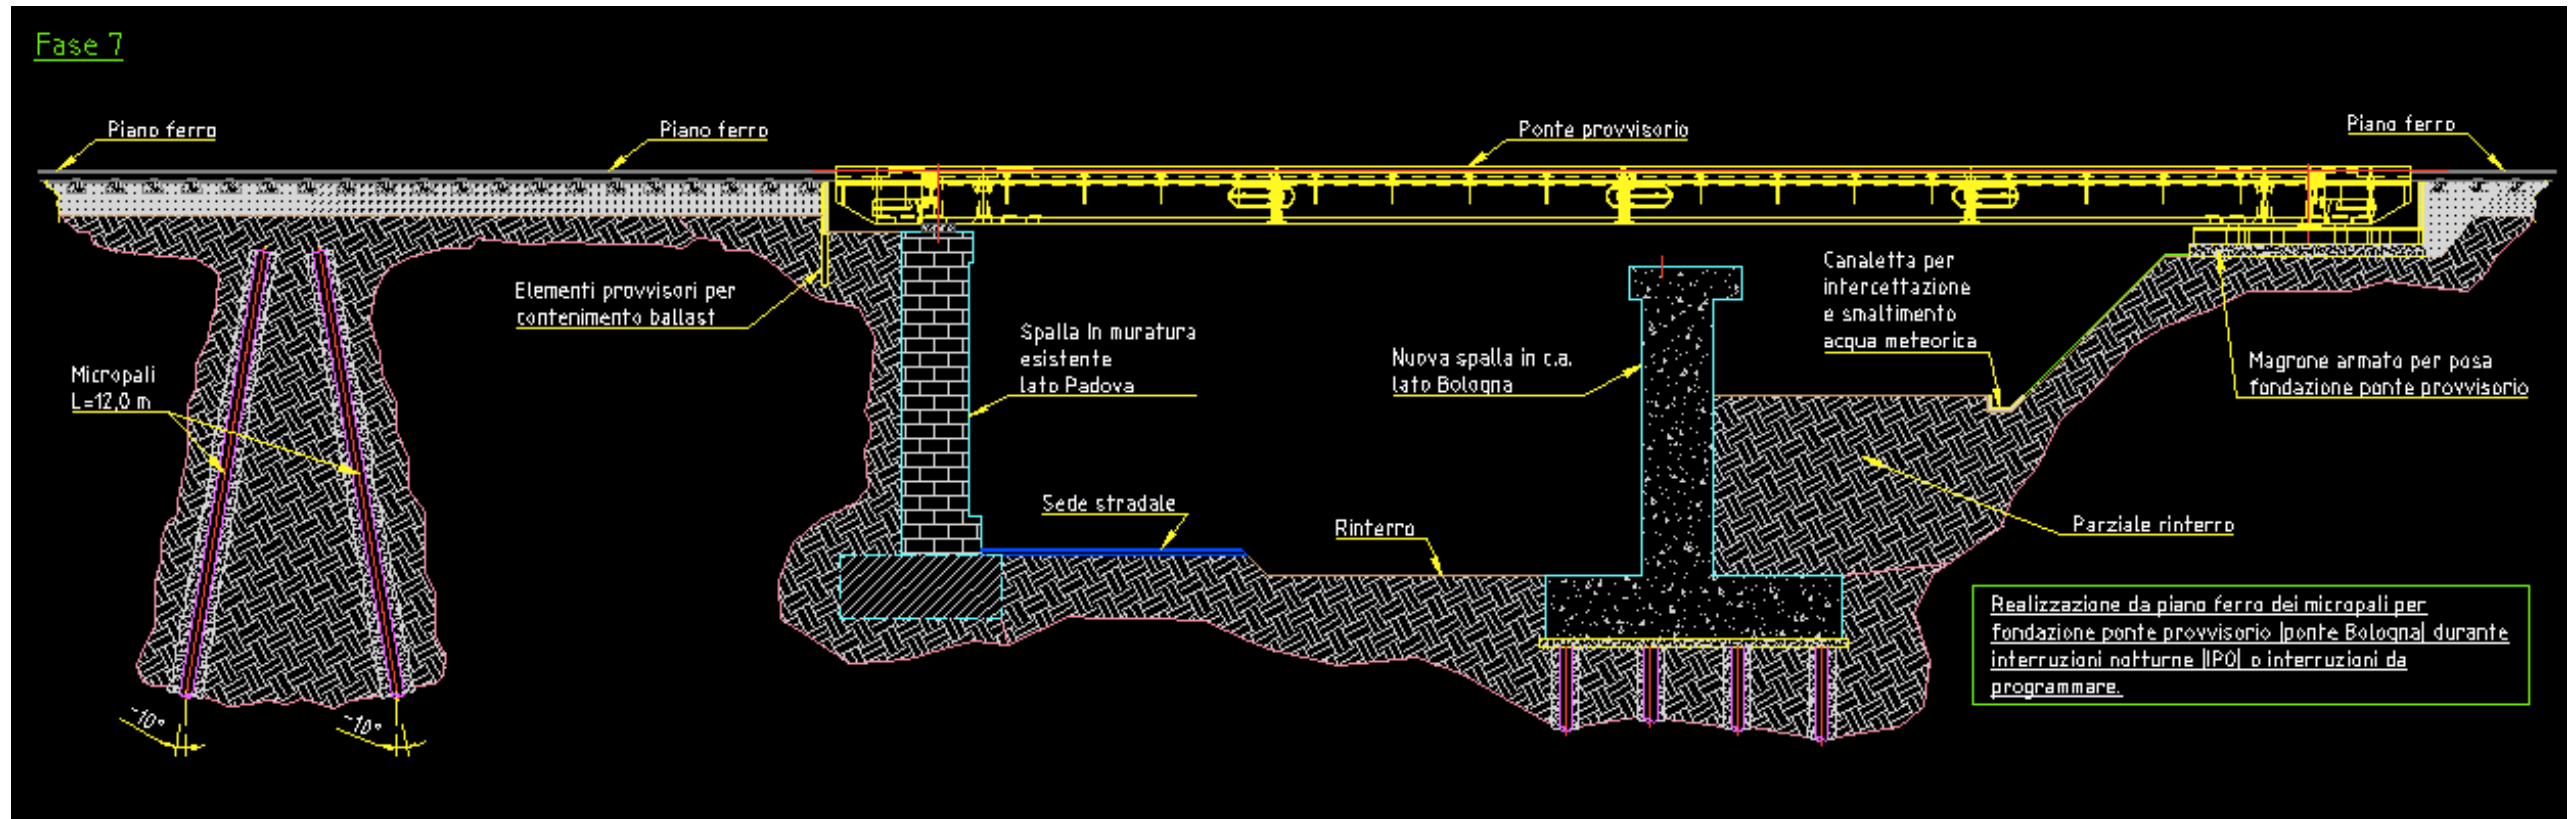 Fase 7
Piano ferro
Piano ferro
Ponte provvisorio
Piano ferro
Elementi provvisori per
contenimento ballast
Micropali
L=12,0 m
Spalla In muratura
esistente
lato Padova
Nuova spalla in c.a.
lato Bologna
Canaletta per
intercettazione
e smaltimento
acqua meteorica
Magrone armato per posa
fondazione ponte provvisorio
Sede stradale
Rinterro
Parziale rinterro
Realizzazione da piano ferro dei micropali per
fondazione ponte provvisorio |ponte Bologna| durante
interruzioni notturne |IPO| o interruzioni da
programmare.
~10°
~10°